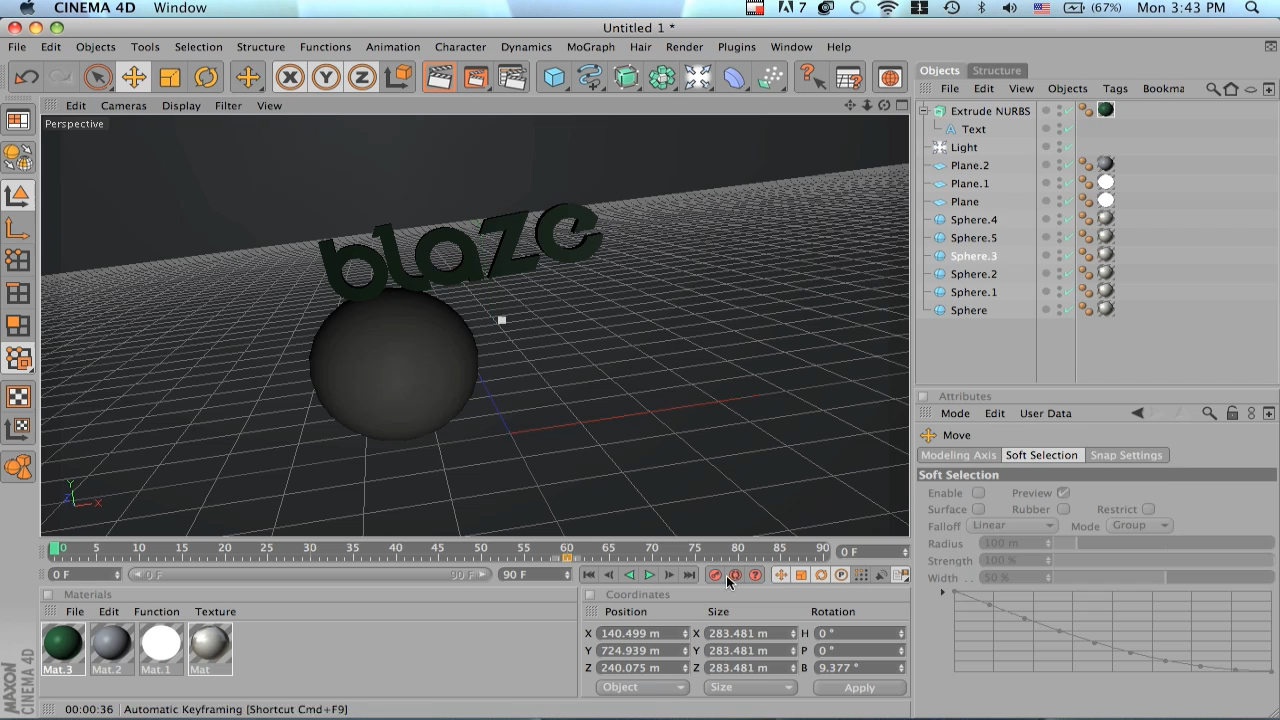 CINEMA 4D Window 7 (67%) Mon 3:43 PM
Untitled 1 *
File Edit Objects Tools Selection Structure Functions Animation Character Dynamics MoGraph Hair Render Plugins Window Help
X Y Z
Objects Structure
File Edit View Objects Tags Bookma
Edit Cameras Display Filter View
Perspective
Extrude NURBS
Text
Light
Plane.2
Plane.1
Plane
Sphere.4
Sphere.5
Sphere.3
Sphere.2
Sphere.1
Sphere
blaze
Y
Z X
Attributes
Mode Edit User Data
Move
Modeling Axis Soft Selection Snap Settings
Soft Selection
Enable Preview
Surface Rubber Restrict
Falloff Linear Mode Group
Radius 100 m
Strength 100 %
Width . . 50 %
0 5 10 15 20 25 30 35 40 45 50 55 60 65 70 75 80 85 90 0 F
0 F 0 F 90 F 90 F
Materials
File Edit Function Texture
Mat.3 Mat.2 Mat.1 Mat
Coordinates
Position Size Rotation
X 140.499 m X 283.481 m H 0 °
Y 724.939 m Y 283.481 m P 0 °
Z 240.075 m Z 283.481 m B 9.377 °
Object Size Apply
MAXON
CINEMA 4D
00:00:36 Automatic Keyframing [Shortcut Cmd+F9]